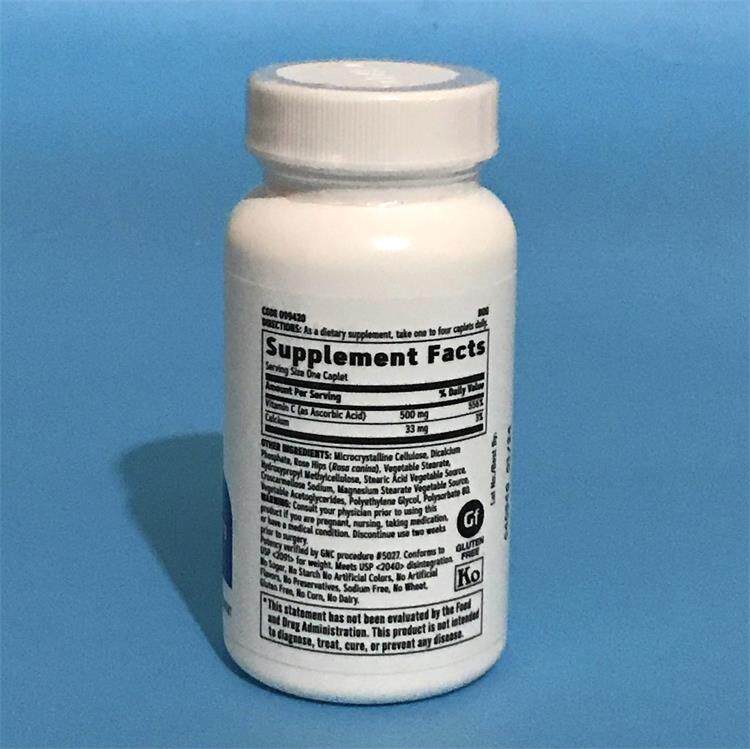 CODE 099420 BOO
DIRECTIONS: As a dietary supplement, take one to four caplets daily.
Supplement Facts
Serving Size One Caplet
Amount Per Serving % Daily Value
Vitamin C (as Ascorbic Acid) 500 mg 556%
Calcium 33 mg 3%
OTHER INGREDIENTS: Microcrystalline Cellulose, Dicalcium
Phosphate, Rose Hips (Rosa canina), Vegetable Stearate,
Hydroxypropyl Methylcellulose, Stearic Acid Vegetable Source,
Croscarmellose Sodium, Magnesium Stearate Vegetable Source,
Vegetable Acetoglycerides, Polyethylene Glycol, Polysorbate 80.
WARNING: Consult your physician prior to using this
product if you are pregnant, nursing, taking medication,
or have a medical condition. Discontinue use two weeks
prior to surgery.
Potency verified by GNC procedure #5027. Conforms to
USP <2091> for weight. Meets USP <2040> disintegration.
No Sugar, No Starch No Artificial Colors, No Artificial
Flavors, No Preservatives, Sodium Free, No Wheat,
Gluten Free, No Corn, No Dairy.
Gf
GLUTEN
FREE
Ko
*This statement has not been evaluated by the Food
and Drug Administration. This product is not intended
to diagnose, treat, cure, or prevent any disease.
Lot No./Best By: